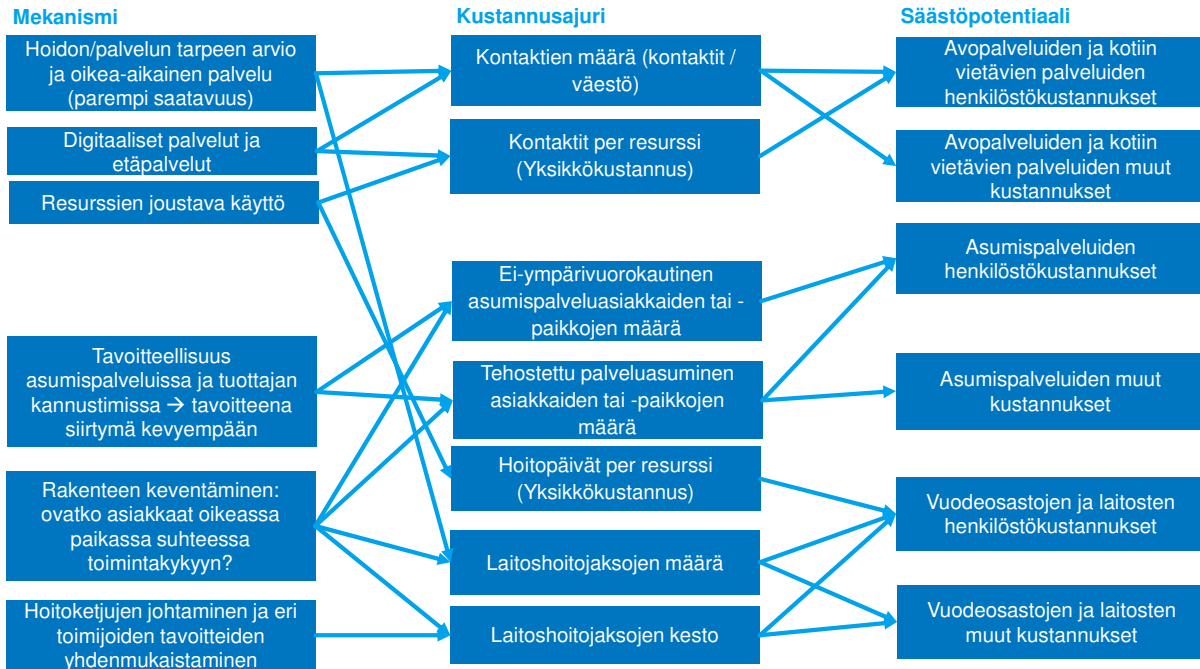 Mekanismi
Hoidon/palvelun tarpeen arvio
ja oikea-aikainen palvelu
(parempi saatavuus)
Digitaaliset palvelut ja
etäpalvelut
Resurssien joustava käyttö
Tavoitteellisuus
asumispalveluissa ja tuottajan
kannustimissa → tavoitteena
siirtymä kevyempään
Rakenteen keventäminen:
ovatko asiakkaat oikeassa
paikassa suhteessa
toimintakykyyn?
Hoitoketjujen johtaminen ja eri
toimijoiden tavoitteiden
yhdenmukaistaminen
Kustannusajuri
Kontaktien määrä (kontaktit /
väestö)
Kontaktit per resurssi
(Yksikkökustannus)
Ei-ympärivuorokautinen
asumispalveluasiakkaiden tai -
paikkojen määrä
Tehostettu palveluasuminen
asiakkaiden tai -paikkojen
määrä
Hoitopäivät per resurssi
(Yksikkökustannus)
Laitoshoitojaksojen määrä
Laitoshoitojaksojen kesto
Säästöpotentiaali
Avopalveluiden ja kotiin
vietävien palveluiden
henkilöstökustannukset
Avopalveluiden ja kotiin
vietävien palveluiden muut
kustannukset
Asumispalveluiden
henkilöstökustannukset
Asumispalveluiden muut
kustannukset
Vuodeosastojen ja laitosten
henkilöstökustannukset
Vuodeosastojen ja laitosten
muut kustannukset